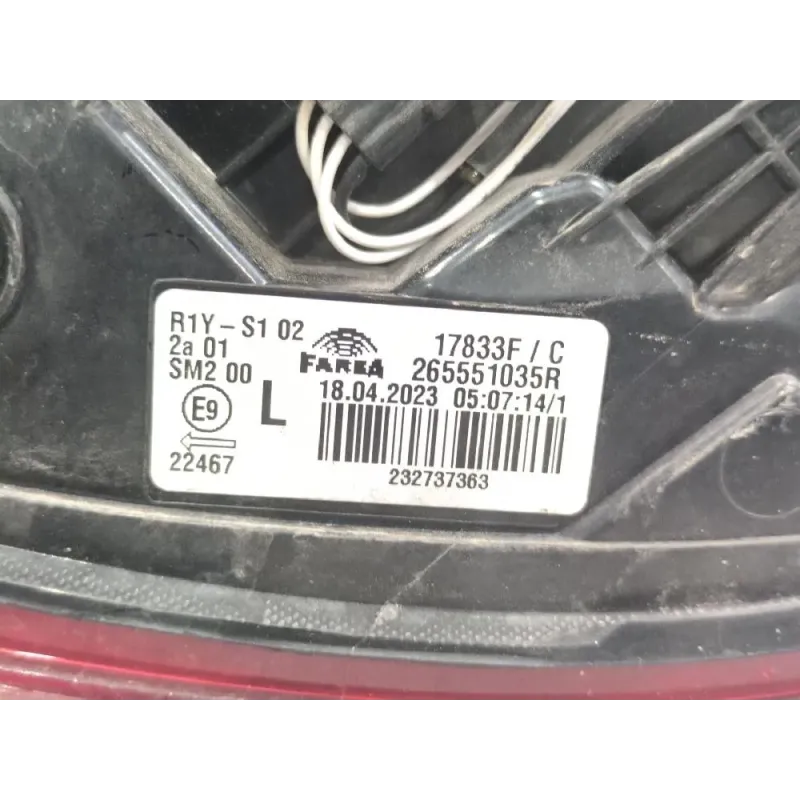 R1Y-S1 02
2a 01
SM2 00
E9
22467
L
FARBA
17833F / C
265551035R
18.04.2023 05:07:14/1
232737363